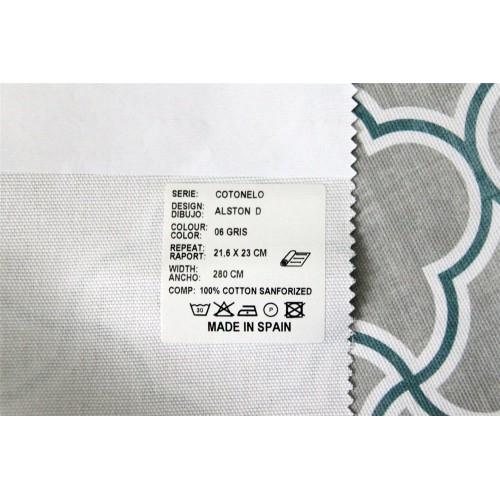 SERIE: COTONELO
DESIGN:
DIBUJO: ALSTON D
COLOUR:
COLOR: 06 GRIS
REPEAT:
RAPORT: 21,6 X 23 CM
WIDTH:
ANCHO: 280 CM
COMP: 100% COTTON SANFORIZED
30 P
MADE IN SPAIN